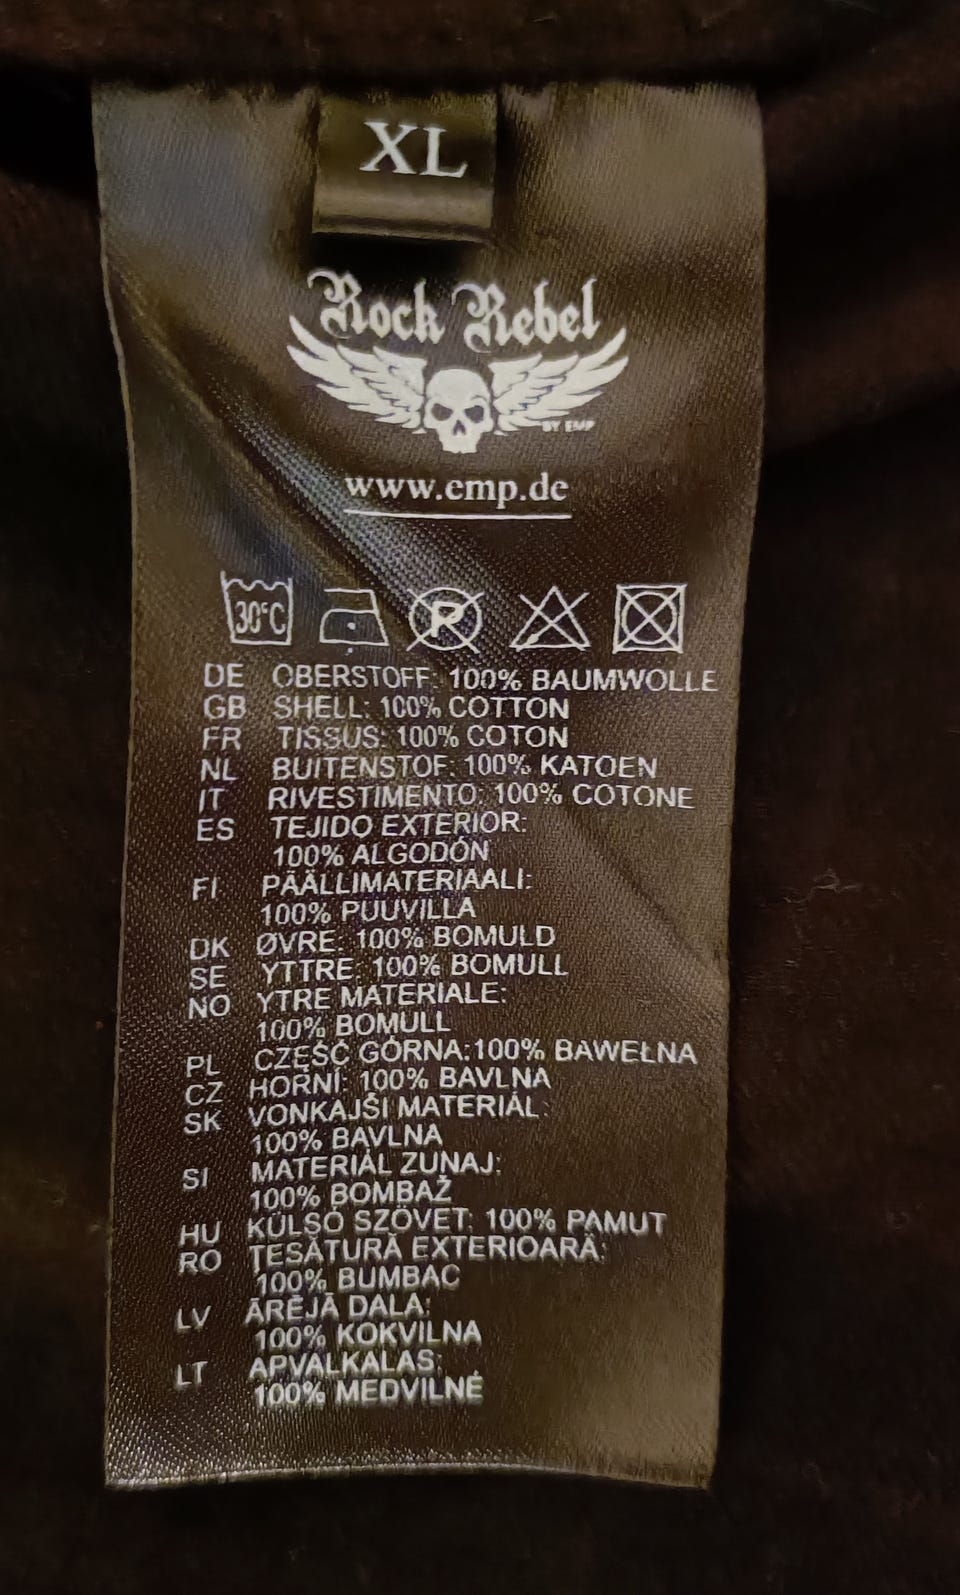 XL
Rock Rebel
BY EMP
www.emp.de
30°C P
DE OBERSTOFF: 100% BAUMWOLLE
GB SHELL: 100% COTTON
FR TISSUS: 100% COTON
NL BUITENSTOF: 100% KATOEN
IT RIVESTIMENTO: 100% COTONE
ES TEJIDO EXTERIOR:
100% ALGODÓN
FI PÄÄLLIMATERIAALI:
100% PUUVILLA
DK ØVRE: 100% BOMULD
SE YTTRE: 100% BOMULL
NO YTRE MATERIALE:
100% BOMULL
PL CZĘŚĆ GÓRNA:100% BAWEŁNA
CZ HORNÍ: 100% BAVLNA
SK VONKAJŠI MATERIÁL:
100% BAVLNA
SI MATERIÁL ZUNAJ:
100% BOMBAŽ
HU KÜLSŐ SZÖVET: 100% PAMUT
RO ȚESĂTURĂ EXTERIOARĂ:
100% BUMBAC
LV ĀRĒJĀ DAĻA:
100% KOKVILNA
LT APVALKALAS:
100% MEDVILNĖ